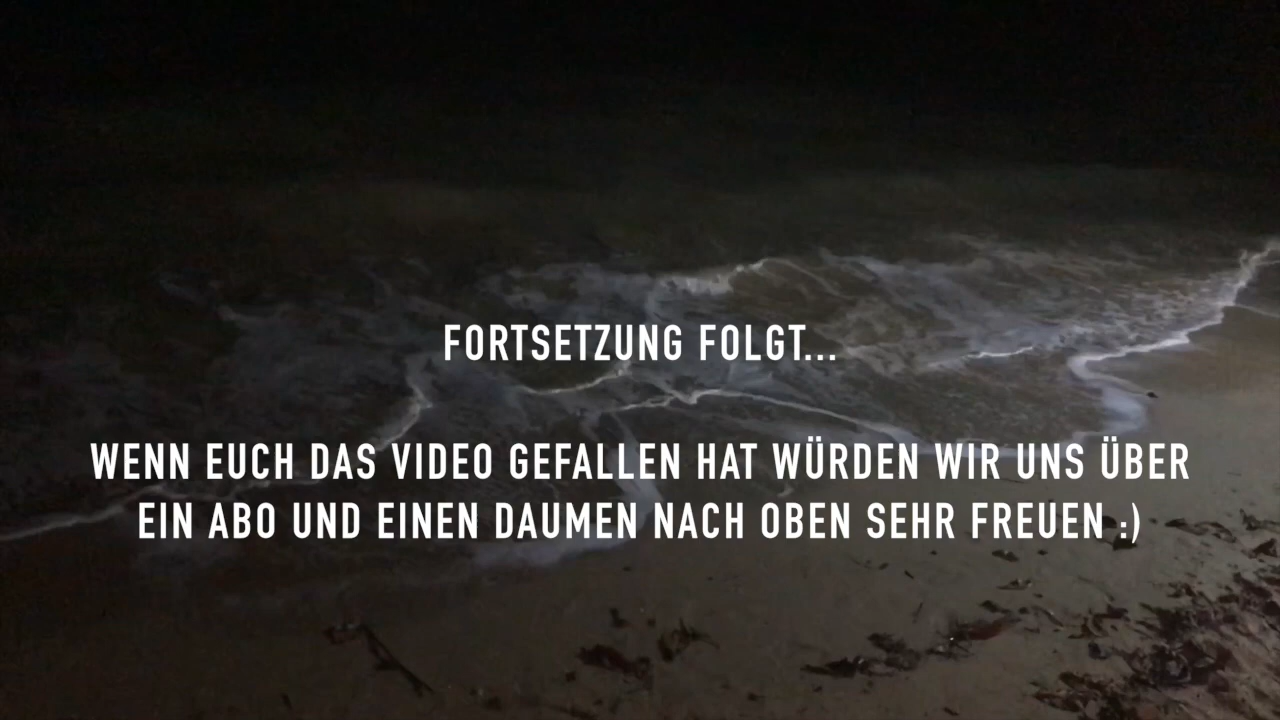 FORTSETZUNG FOLGT...
WENN EUCH DAS VIDEO GEFALLEN HAT WÜRDEN WIR UNS ÜBER
EIN ABO UND EINEN DAUMEN NACH OBEN SEHR FREUEN :)